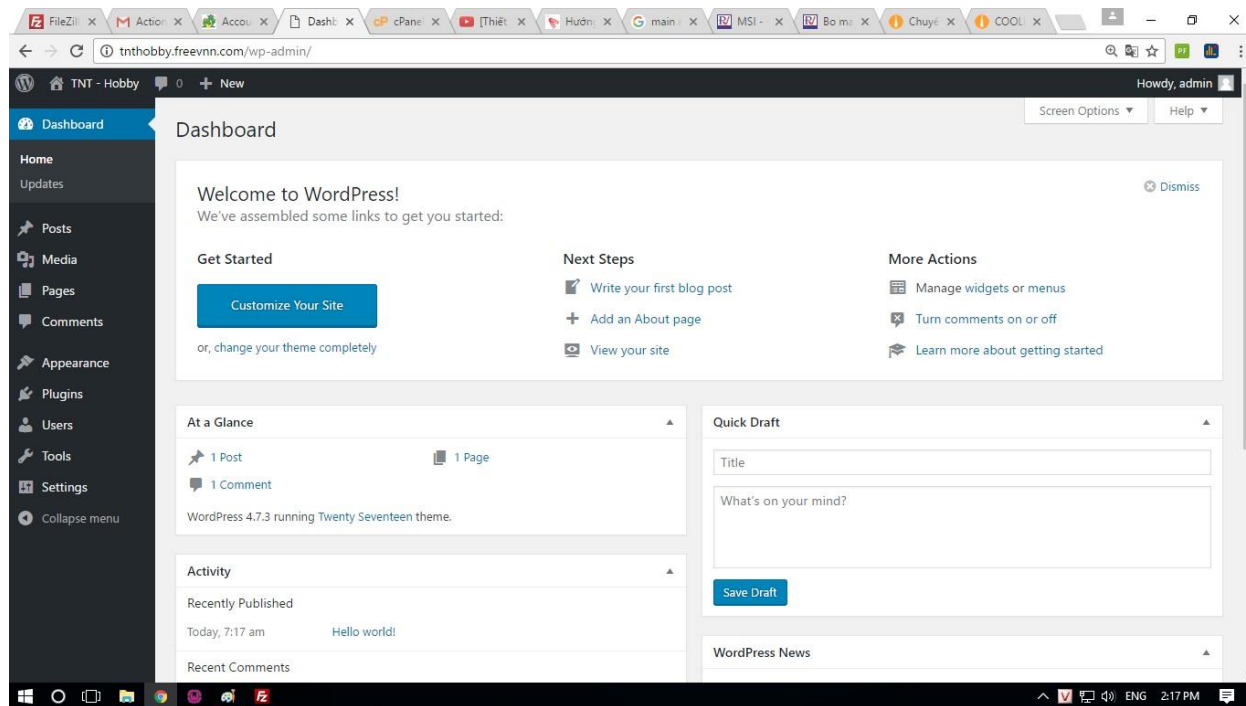 FileZil Action Accou Dashb cPanel [Thiết Hướn main MSI - Bo mạ Chuyê COOL
tnthobby.freevnn.com/wp-admin/
TNT - Hobby 0 + New Howdy, admin
Screen Options Help
Dashboard
Dashboard
Home
Updates
Posts
Media
Pages
Comments
Appearance
Plugins
Users
Tools
Settings
Collapse menu
Welcome to WordPress!
We've assembled some links to get you started:
Dismiss
Get Started
Customize Your Site
or, change your theme completely
Next Steps
Write your first blog post
Add an About page
View your site
More Actions
Manage widgets or menus
Turn comments on or off
Learn more about getting started
At a Glance
1 Post 1 Page
1 Comment
WordPress 4.7.3 running Twenty Seventeen theme.
Activity
Recently Published
Today, 7:17 am Hello world!
Recent Comments
Quick Draft
Title
What's on your mind?
Save Draft
WordPress News
ENG 2:17 PM